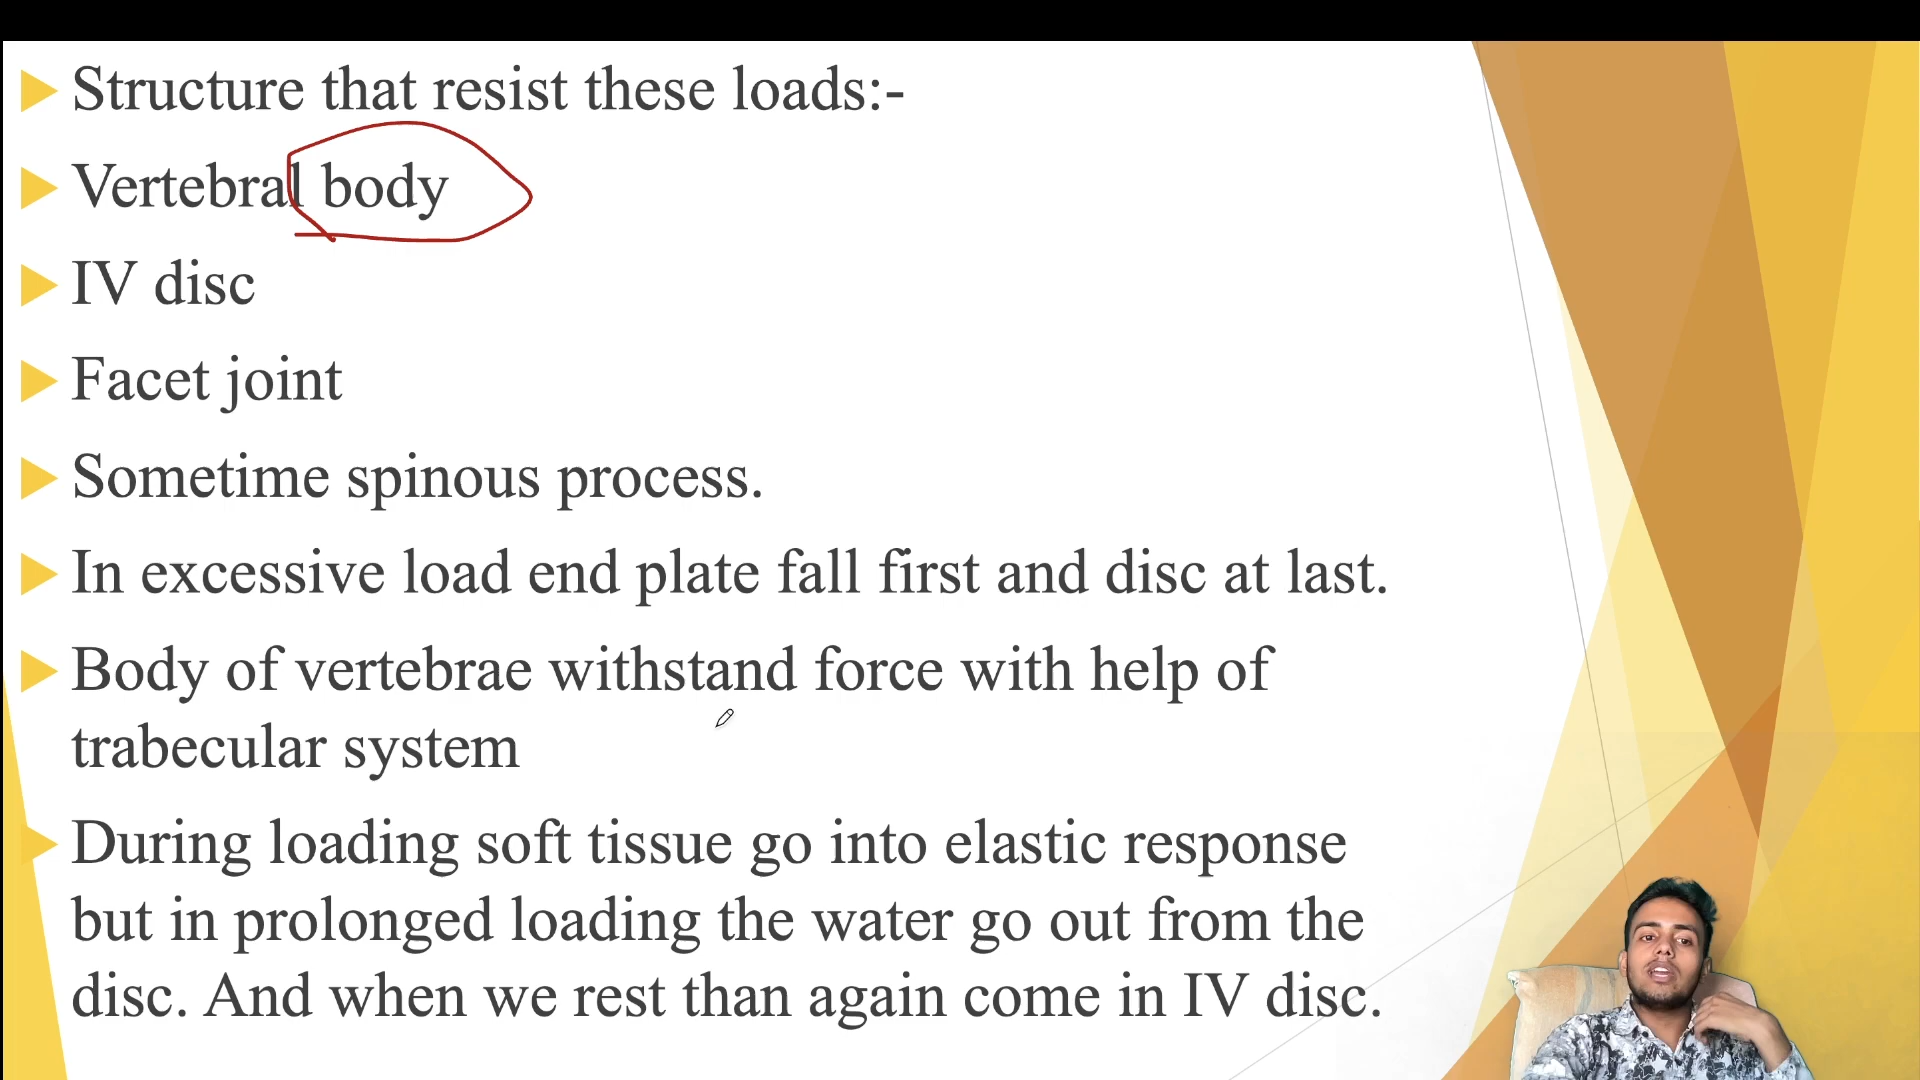 Structure that resist these loads:-
Vertebral body
IV disc
Facet joint
Sometime spinous process.
In excessive load end plate fall first and disc at last.
Body of vertebrae withstand force with help of
trabecular system
During loading soft tissue go into elastic response
but in prolonged loading the water go out from the
disc. And when we rest than again come in IV disc.